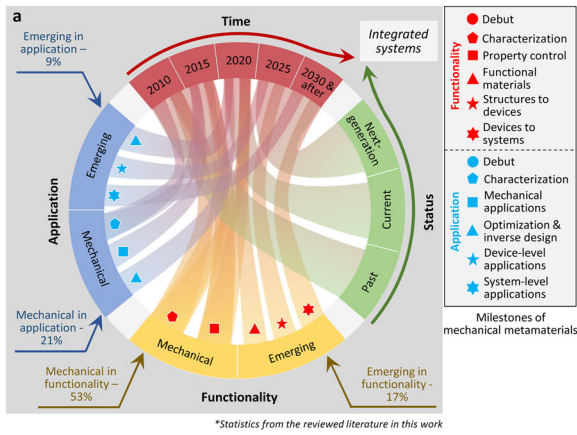 a
Time
Integrated
systems
2010
2015
2020
2025
2030 &
after
Emerging in
application –
9%
Application
Emerging
Mechanical
Mechanical in
application -
21%
Next-
generation
Current
Past
Status
Mechanical
Emerging
Functionality
Mechanical in
functionality –
53%
Emerging in
functionality -
17%
*Statistics from the reviewed literature in this work
Functionality
Debut
Characterization
Property control
Functional
materials
Structures to
devices
Devices to
systems
Application
Debut
Characterization
Mechanical
applications
Optimization &
inverse design
Device-level
applications
System-level
applications
Milestones of
mechanical metamaterials